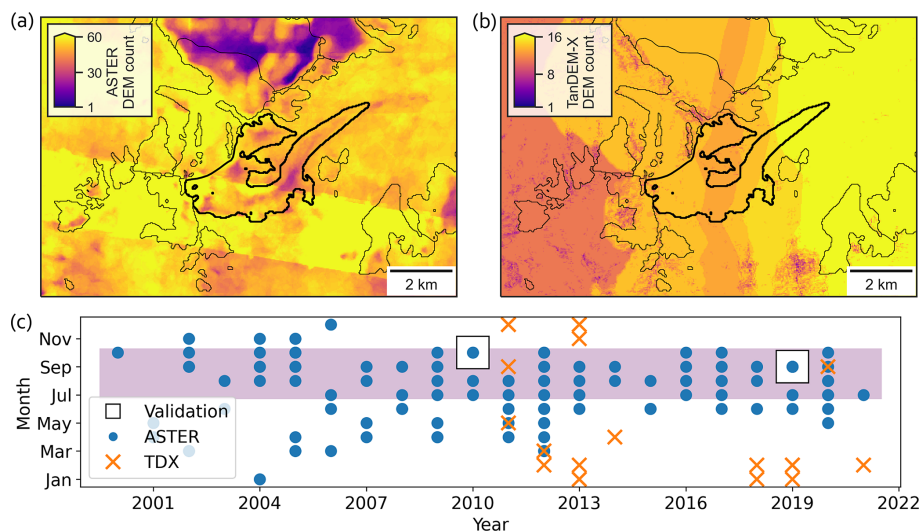 (a)
60
30
1
ASTER
DEM count
2 km
(b)
16
8
1
TanDEM-X
DEM count
2 km
(c)
Nov
Sep
Jul
May
Mar
Jan
Month
Validation
ASTER
TDX
2001 2004 2007 2010 2013 2016 2019 2022
Year